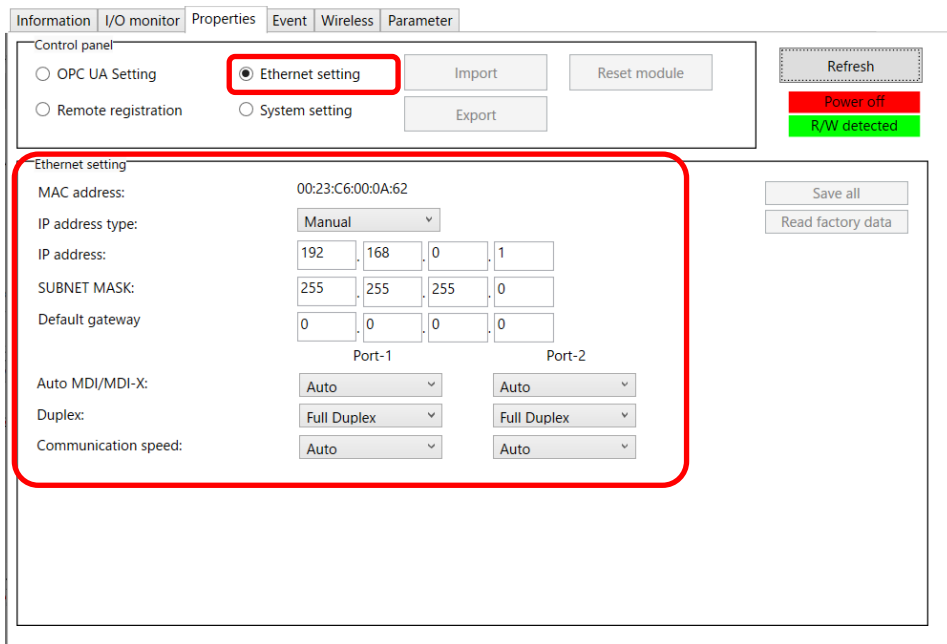 Information I/O monitor Properties Event Wireless Parameter
Control panel
OPC UA Setting Ethernet setting Import Reset module Refresh
Remote registration System setting Export Power off
R/W detected
Ethernet setting
MAC address: 00:23:C6:00:0A:62 Save all
IP address type: Manual Read factory data
IP address: 192 . 168 . 0 . 1
SUBNET MASK: 255 . 255 . 255 . 0
Default gateway 0 . 0 . 0 . 0
Port-1 Port-2
Auto MDI/MDI-X: Auto Auto
Duplex: Full Duplex Full Duplex
Communication speed: Auto Auto